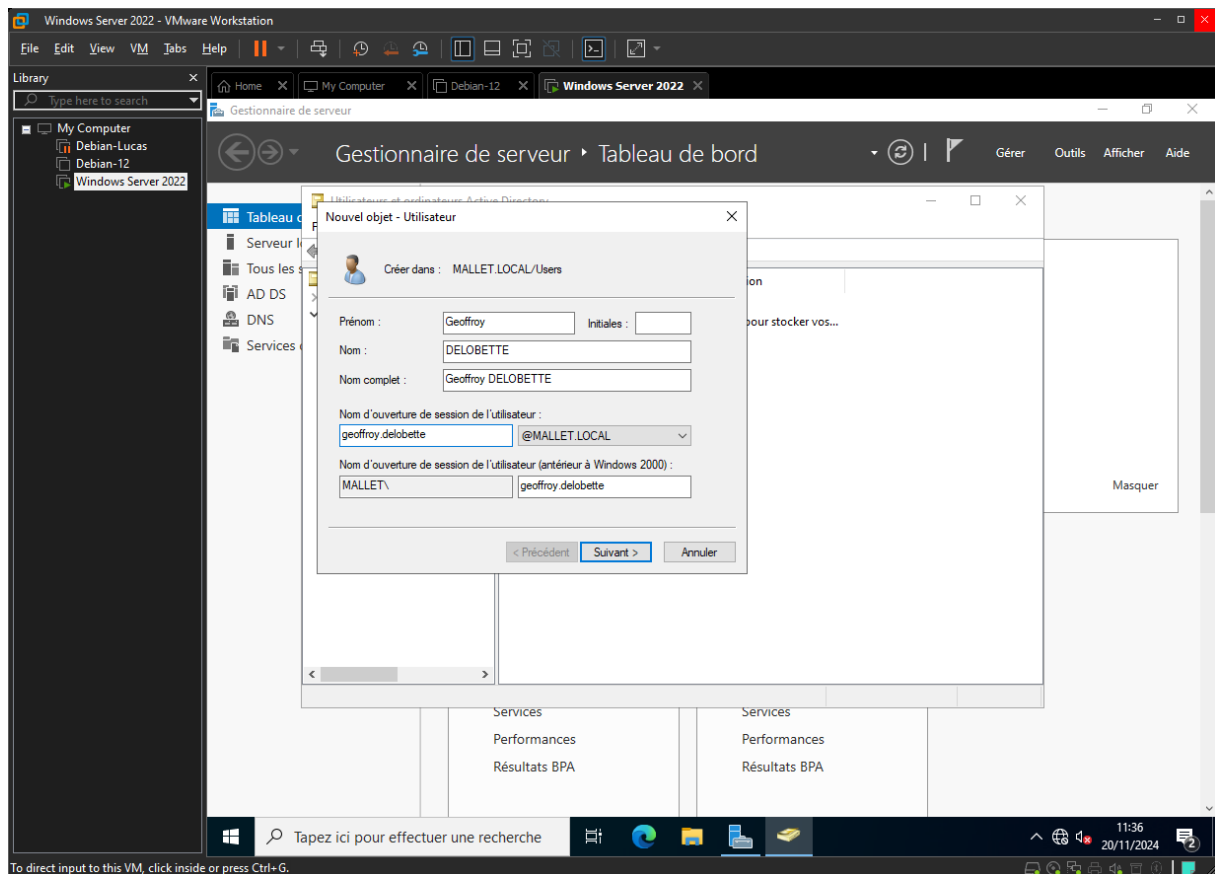 Windows Server 2022 - VMware Workstation
File Edit View VM Tabs Help
Library
Type here to search
My Computer
Debian-Lucas
Debian-12
Windows Server 2022
Home
My Computer
Debian-12
Windows Server 2022
Gestionnaire de serveur
Gestionnaire de serveur ‣ Tableau de bord
Gérer Outils Afficher Aide
Tableau
Serveur
Tous les
AD DS
DNS
Services
Utilisateurs et ordinateurs Active Directory
Nouvel objet - Utilisateur
Créer dans : MALLET.LOCAL/Users
Prénom : Geoffroy Initiales :
Nom : DELOBETTE
Nom complet : Geoffroy DELOBETTE
Nom d'ouverture de session de l'utilisateur :
geoffroy.delobette @MALLET.LOCAL
Nom d'ouverture de session de l'utilisateur (antérieur à Windows 2000) :
MALLET\ geoffroy.delobette
< Précédent Suivant > Annuler
ion
pour stocker vos...
Masquer
Services
Performances
Résultats BPA
Services
Performances
Résultats BPA
Tapez ici pour effectuer une recherche
11:36
20/11/2024
2
To direct input to this VM, click inside or press Ctrl+G.